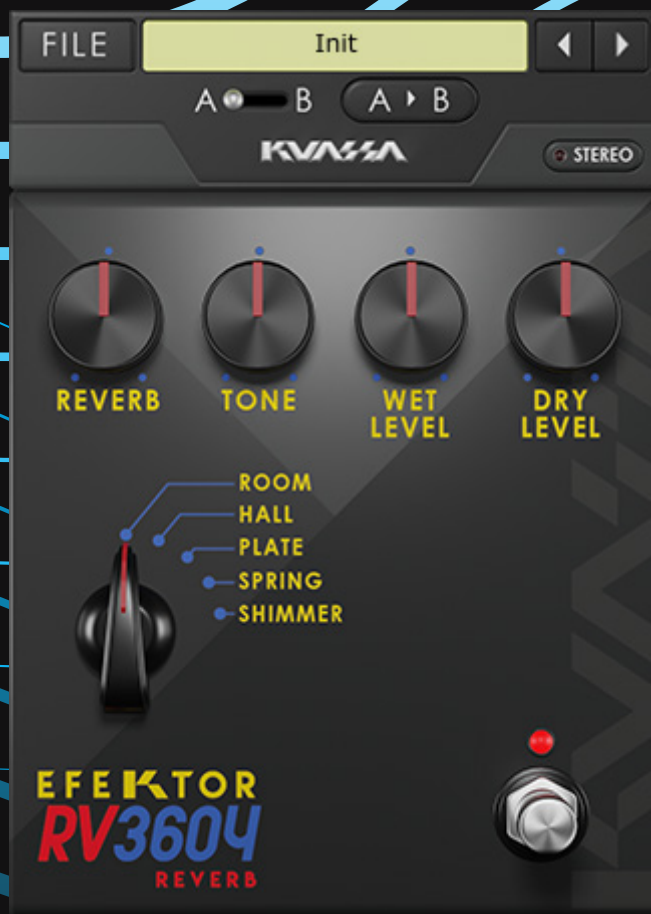 FILE
Init
A B
A B
KVASSA
STEREO
REVERB
TONE
WET
LEVEL
DRY
LEVEL
ROOM
HALL
PLATE
SPRING
SHIMMER
EFEKTOR
RV3604
REVERB